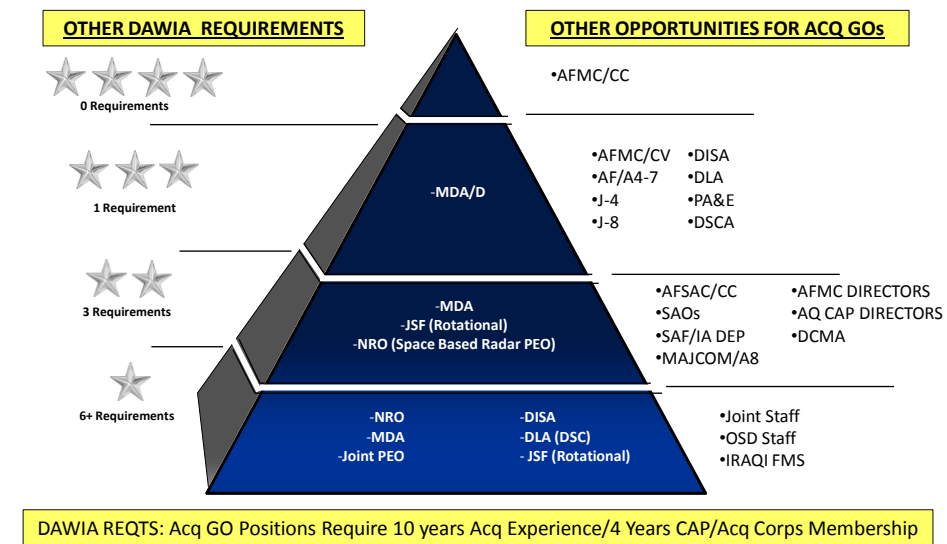 OTHER DAWIA REQUIREMENTS
OTHER OPPORTUNITIES FOR ACQ GOs
0 Requirements
•AFMC/CC
1 Requirement
-MDA/D
•AFMC/CV •DISA
•AF/A4-7 •DLA
•J-4 •PA&E
•J-8 •DSCA
3 Requirements
-MDA
-JSF (Rotational)
-NRO (Space Based Radar PEO)
•AFSAC/CC •AFMC DIRECTORS
•SAOs •AQ CAP DIRECTORS
•SAF/IA DEP •DCMA
•MAJCOM/A8
6+ Requirements
-NRO -DISA
-MDA -DLA (DSC)
-Joint PEO - JSF (Rotational)
•Joint Staff
•OSD Staff
•IRAQI FMS
DAWIA REQTS: Acq GO Positions Require 10 years Acq Experience/4 Years CAP/Acq Corps Membership